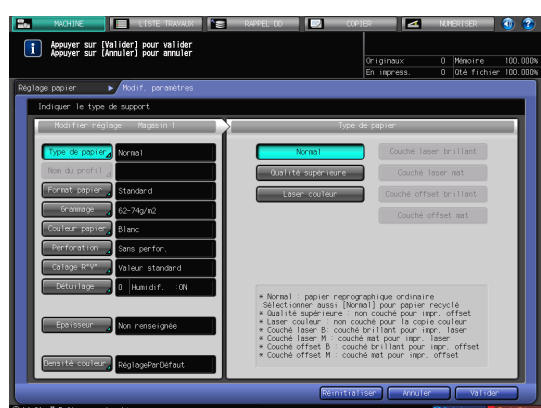 MACHINE LISTE TRAVAUX RAPPEL DD COPIER NUMERISER
Appuyer sur [Valider] pour valider
Appuyer sur [Annuler] pour annuler
Originaux 0 Mémoire 100.000%
En impress. 0 Qté fichier 100.000%
Réglage papier Modif. paramètres
Indiquer le type de support
Modifier réglage Magasin 1
Type de papier
Type de papier Normal
Nom du profil
Format papier Standard
Grammage 62-74g/m2
Couleur papier Blanc
Perforation Sans perfor.
Calage R°V° Valeur standard
Détuilage 0 Humidif. :ON
Epaisseur Non renseignée
Densité couleur RéglageParDéfaut
Normal Couché laser brillant
Qualité supérieure Couché laser mat
Laser couleur Couché offset brillant
Couché offset mat
* Normal : papier reprographique ordinaire
Sélectionner aussi [Normal] pour papier recyclé
* Qualité supérieure : non couché pour impr. offset
* Laser couleur : non couché pour la copie couleur
* Couché laser B: couché brillant pour impr. laser
* Couché laser M : couché mat pour impr. laser
* Couché offset B : couché brillant pour impr. offset
* Couché offset M : couché mat pour impr. offset
Réinitialiser Annuler Valider